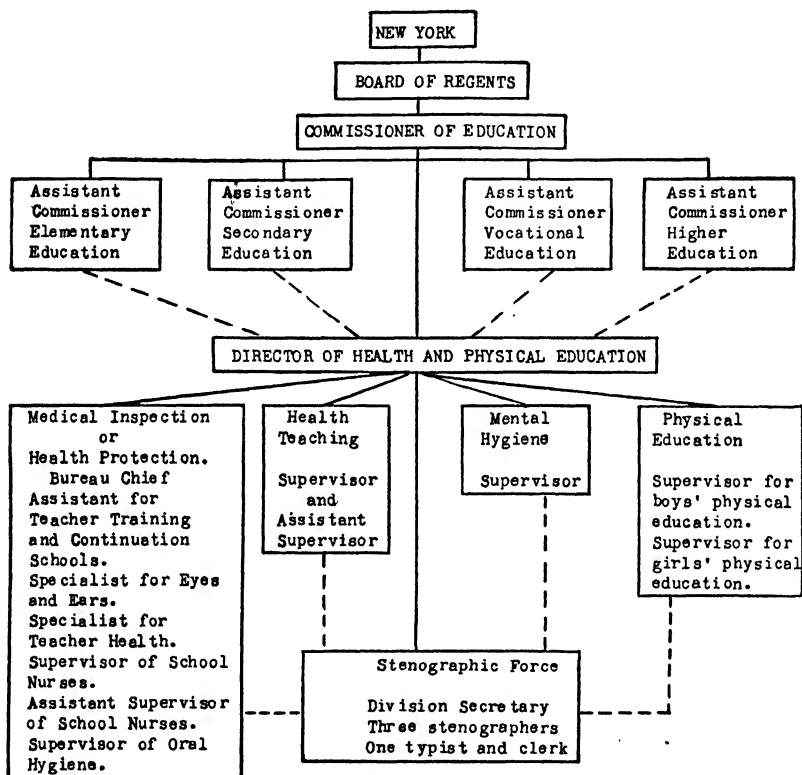 NEW YORK
BOARD OF REGENTS
COMMISSIONER OF EDUCATION
Assistant
Commissioner
Elementary
Education
Assistant
Commissioner
Secondary
Education
Assistant
Commissioner
Vocational
Education
Assistant
Commissioner
Higher
Education
DIRECTOR OF HEALTH AND PHYSICAL EDUCATION
Medical Inspection
or
Health Protection.
Bureau Chief
Assistant for
Teacher Training
and Continuation
Schools.
Specialist for Eyes
and Ears.
Specialist for
Teacher Health.
Supervisor of School
Nurses.
Assistant Supervisor
of School Nurses.
Supervisor of Oral
Hygiene.
Health
Teaching
Supervisor
and
Assistant
Supervisor
Mental
Hygiene
Supervisor
Physical
Education
Supervisor for
boys' physical
education.
Supervisor for
girls' physical
education.
Stenographic Force
Division Secretary
Three stenographers
One typist and clerk